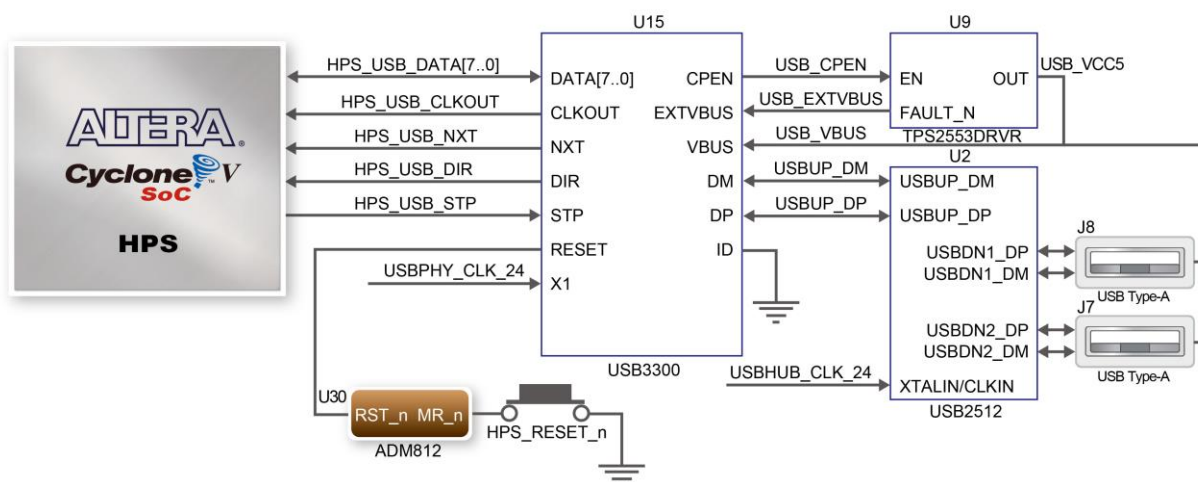 U15
U9
HPS_USB_DATA[7..0]
DATA[7..0]
CPEN
USB_CPEN
EN
OUT
USB_VCC5
HPS_USB_CLKOUT
CLKOUT
EXTVBUS
USB_EXTVBUS
FAULT_N
ALTERA®
HPS_USB_NXT
NXT
VBUS
USB_VBUS
TPS2553DRVR
U2
Cyclone™ V
SoC
HPS_USB_DIR
DIR
DM
USBUP_DM
USBUP_DM
HPS_USB_STP
STP
DP
USBUP_DP
USBUP_DP
HPS
RESET
ID
USBPHY_CLK_24
X1
J8
USBDN1_DP
USBDN1_DM
USB Type-A
J7
USBDN2_DP
USBDN2_DM
USB Type-A
USB3300
USBHUB_CLK_24
XTALIN/CLKIN
USB2512
U30
RST_n MR_n
HPS_RESET_n
ADM812